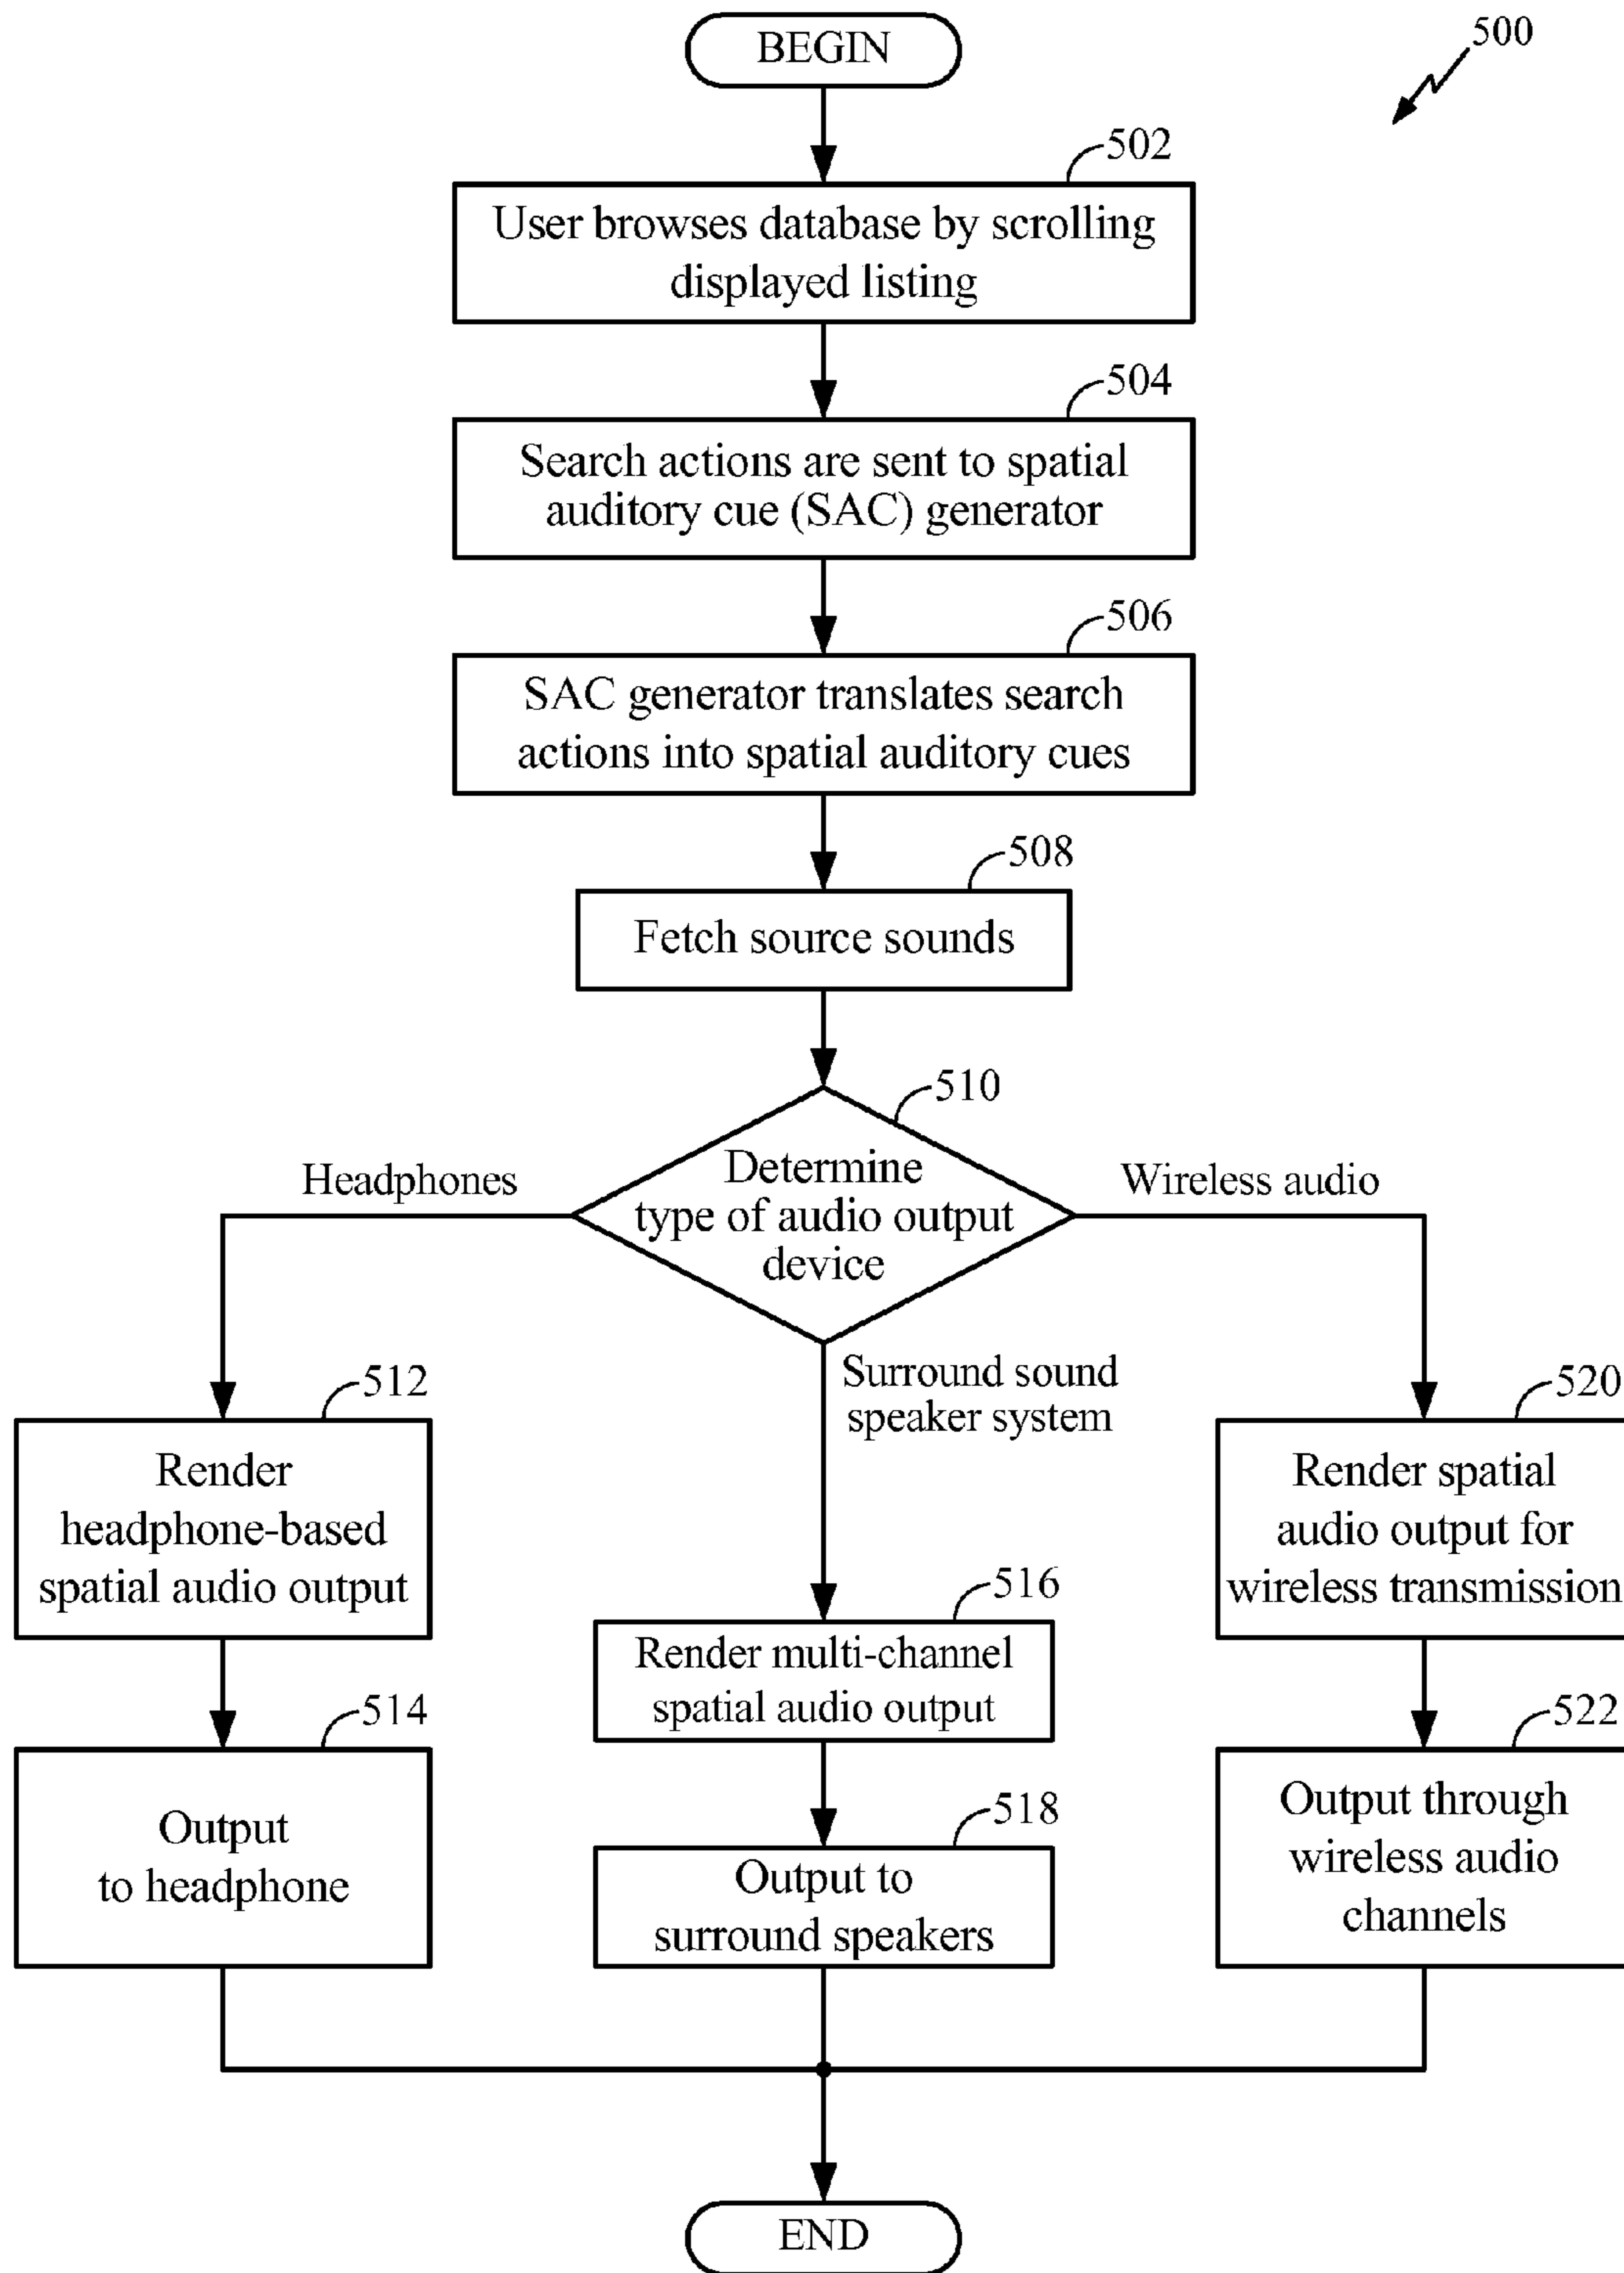 BEGIN
500
502
User browses database by scrolling
displayed listing
504
Search actions are sent to spatial
auditory cue (SAC) generator
506
SAC generator translates search
actions into spatial auditory cues
508
Fetch source sounds
510
Determine
type of audio output
device
Headphones
Wireless audio
Surround sound
speaker system
512
Render
headphone-based
spatial audio output
514
Output
to headphone
516
Render multi-channel
spatial audio output
518
Output to
surround speakers
520
Render spatial
audio output for
wireless transmission
522
Output through
wireless audio
channels
END